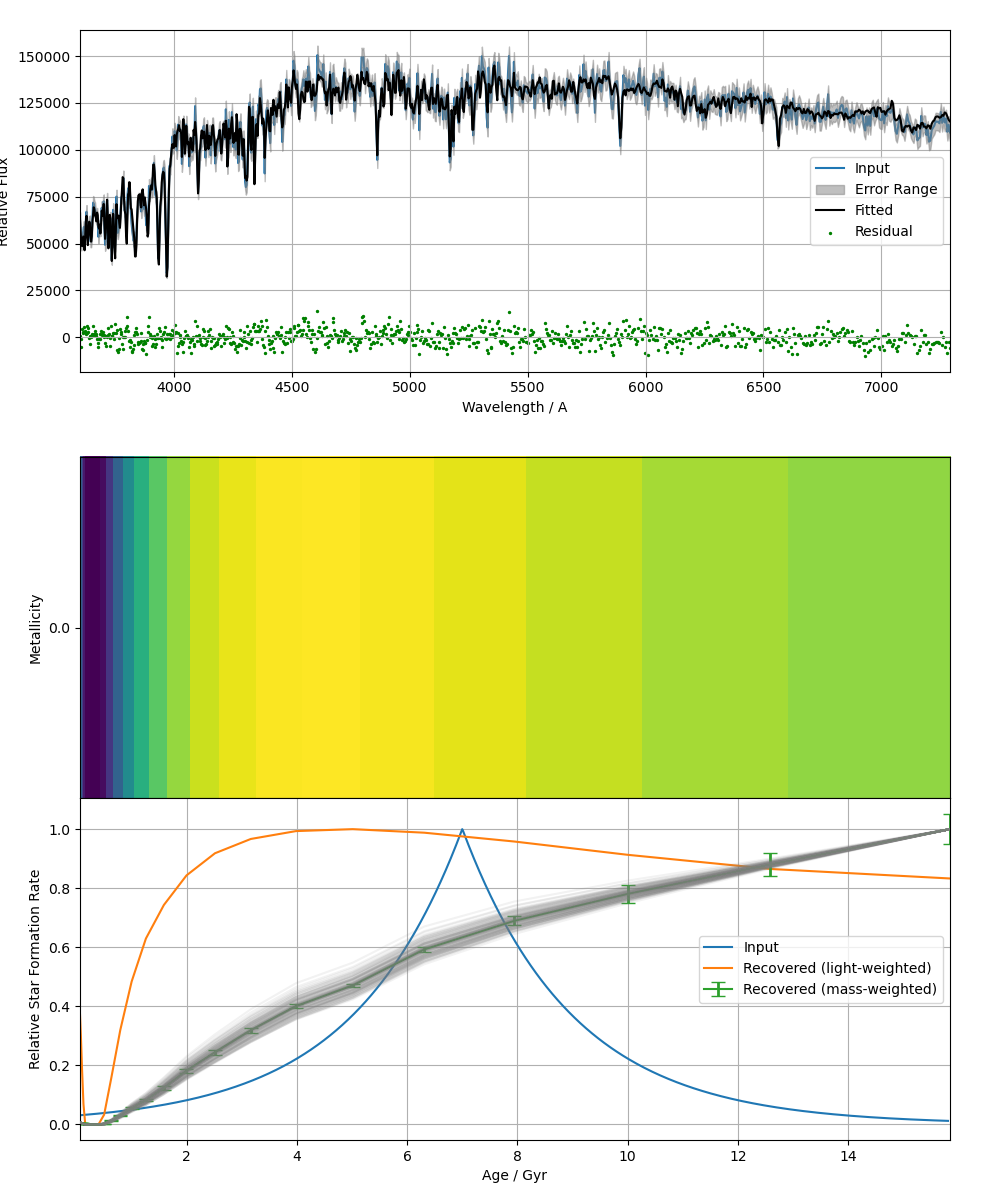 150000
125000
100000
75000
50000
25000
0
Relative Flux
Input
Error Range
Fitted
Residual
4000 4500 5000 5500 6000 6500 7000
Wavelength / A
Metallicity
0.0
1.0
0.8
0.6
0.4
0.2
0.0
Relative Star Formation Rate
Input
Recovered (light-weighted)
Recovered (mass-weighted)
2 4 6 8 10 12 14
Age / Gyr